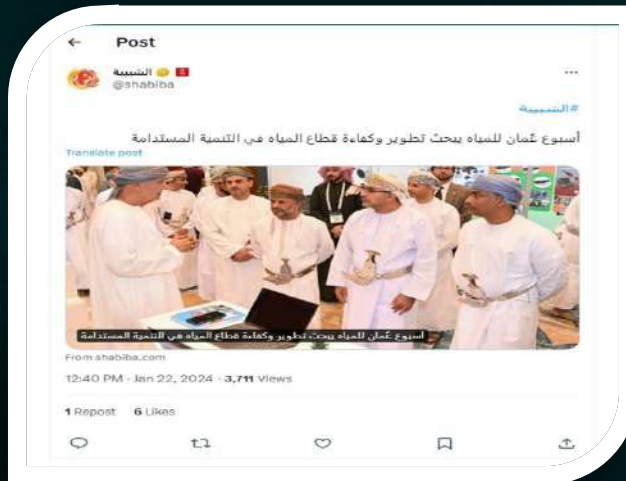 Post
الشبيبة
@shabiba
#الشبيبة
أسبوع عُمان للمياه يبحث تطوير وكفاءة قطاع المياه في التنمية المستدامة
Translate post
أسبوع عُمان للمياه يبحث تطوير وكفاءة قطاع المياه في التنمية المستدامة
From shabiba.com
12:40 PM · Jan 22, 2024 · 3,711 Views
1 Repost 6 Likes